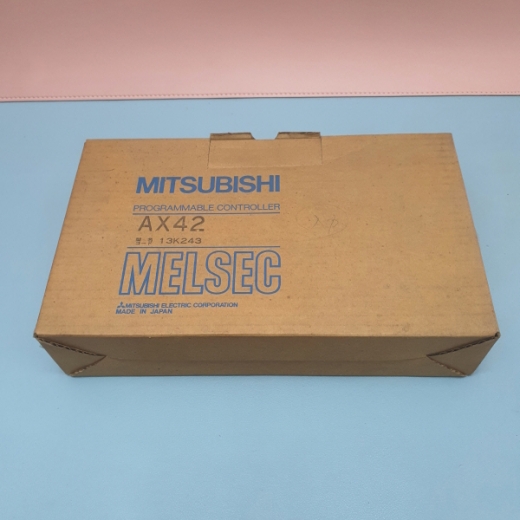 MITSUBISHI
PROGRAMMABLE CONTROLLER
AX42
13K243
MELSEC
MITSUBISHI ELECTRIC CORPORATION
MADE IN JAPAN